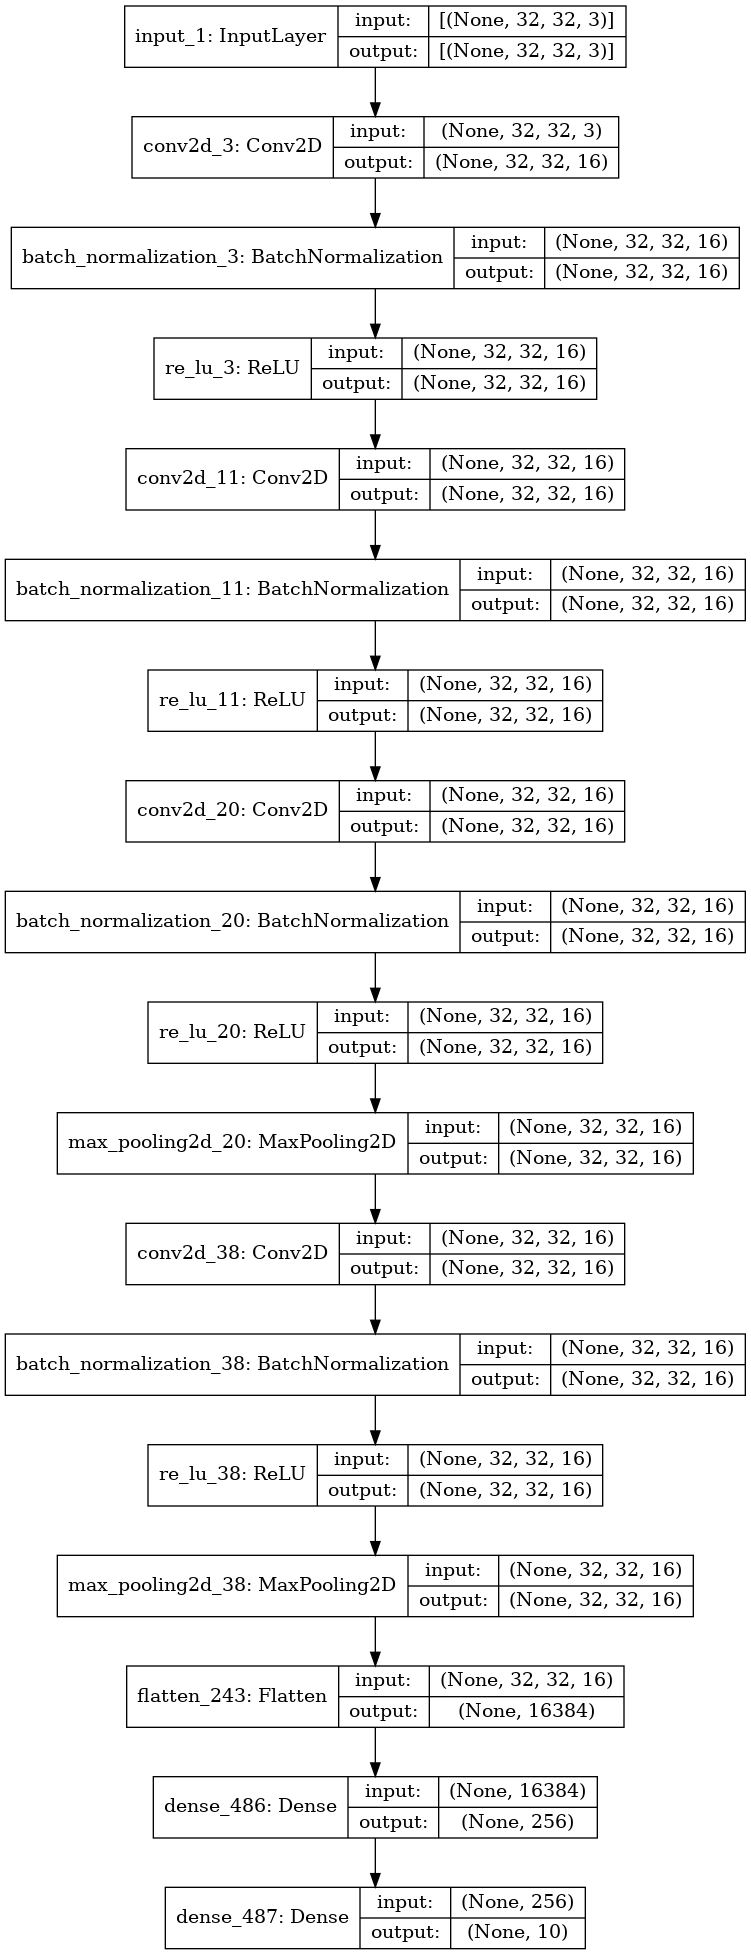 input_1: InputLayer
input: [(None, 32, 32, 3)]
output: [(None, 32, 32, 3)]
conv2d_3: Conv2D
input: (None, 32, 32, 3)
output: (None, 32, 32, 16)
batch_normalization_3: BatchNormalization
input: (None, 32, 32, 16)
output: (None, 32, 32, 16)
re_lu_3: ReLU
input: (None, 32, 32, 16)
output: (None, 32, 32, 16)
conv2d_11: Conv2D
input: (None, 32, 32, 16)
output: (None, 32, 32, 16)
batch_normalization_11: BatchNormalization
input: (None, 32, 32, 16)
output: (None, 32, 32, 16)
re_lu_11: ReLU
input: (None, 32, 32, 16)
output: (None, 32, 32, 16)
conv2d_20: Conv2D
input: (None, 32, 32, 16)
output: (None, 32, 32, 16)
batch_normalization_20: BatchNormalization
input: (None, 32, 32, 16)
output: (None, 32, 32, 16)
re_lu_20: ReLU
input: (None, 32, 32, 16)
output: (None, 32, 32, 16)
max_pooling2d_20: MaxPooling2D
input: (None, 32, 32, 16)
output: (None, 32, 32, 16)
conv2d_38: Conv2D
input: (None, 32, 32, 16)
output: (None, 32, 32, 16)
batch_normalization_38: BatchNormalization
input: (None, 32, 32, 16)
output: (None, 32, 32, 16)
re_lu_38: ReLU
input: (None, 32, 32, 16)
output: (None, 32, 32, 16)
max_pooling2d_38: MaxPooling2D
input: (None, 32, 32, 16)
output: (None, 32, 32, 16)
flatten_243: Flatten
input: (None, 32, 32, 16)
output: (None, 16384)
dense_486: Dense
input: (None, 16384)
output: (None, 256)
dense_487: Dense
input: (None, 256)
output: (None, 10)